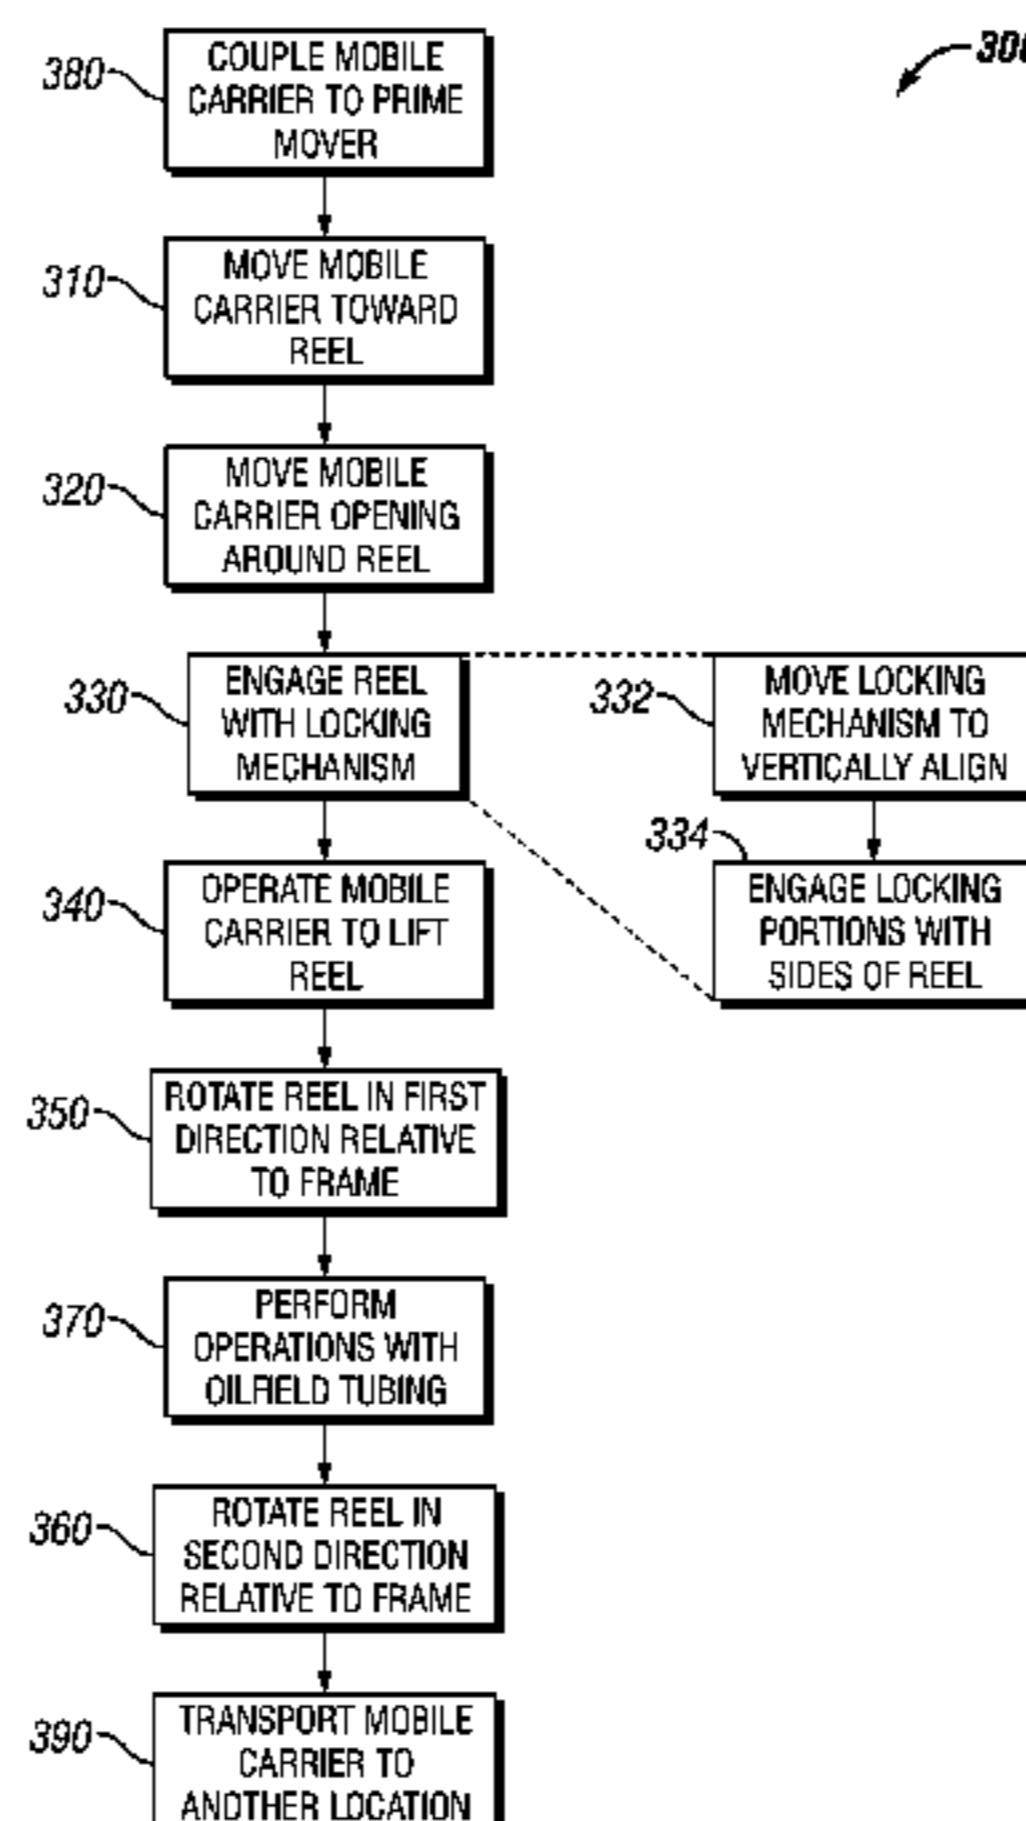 380
COUPLE MOBILE
CARRIER TO PRIME
MOVER
310
MOVE MOBILE
CARRIER TOWARD
REEL
320
MOVE MOBILE
CARRIER OPENING
AROUND REEL
330
ENGAGE REEL
WITH LOCKING
MECHANISM
332
MOVE LOCKING
MECHANISM TO
VERTICALLY ALIGN
334
ENGAGE LOCKING
PORTIONS WITH
SIDES OF REEL
340
OPERATE MOBILE
CARRIER TO LIFT
REEL
350
ROTATE REEL IN FIRST
DIRECTION RELATIVE
TO FRAME
370
PERFORM
OPERATIONS WITH
OILFIELD TUBING
360
ROTATE REEL IN
SECOND DIRECTION
RELATIVE TO FRAME
390
TRANSPORT MOBILE
CARRIER TO
ANOTHER LOCATION